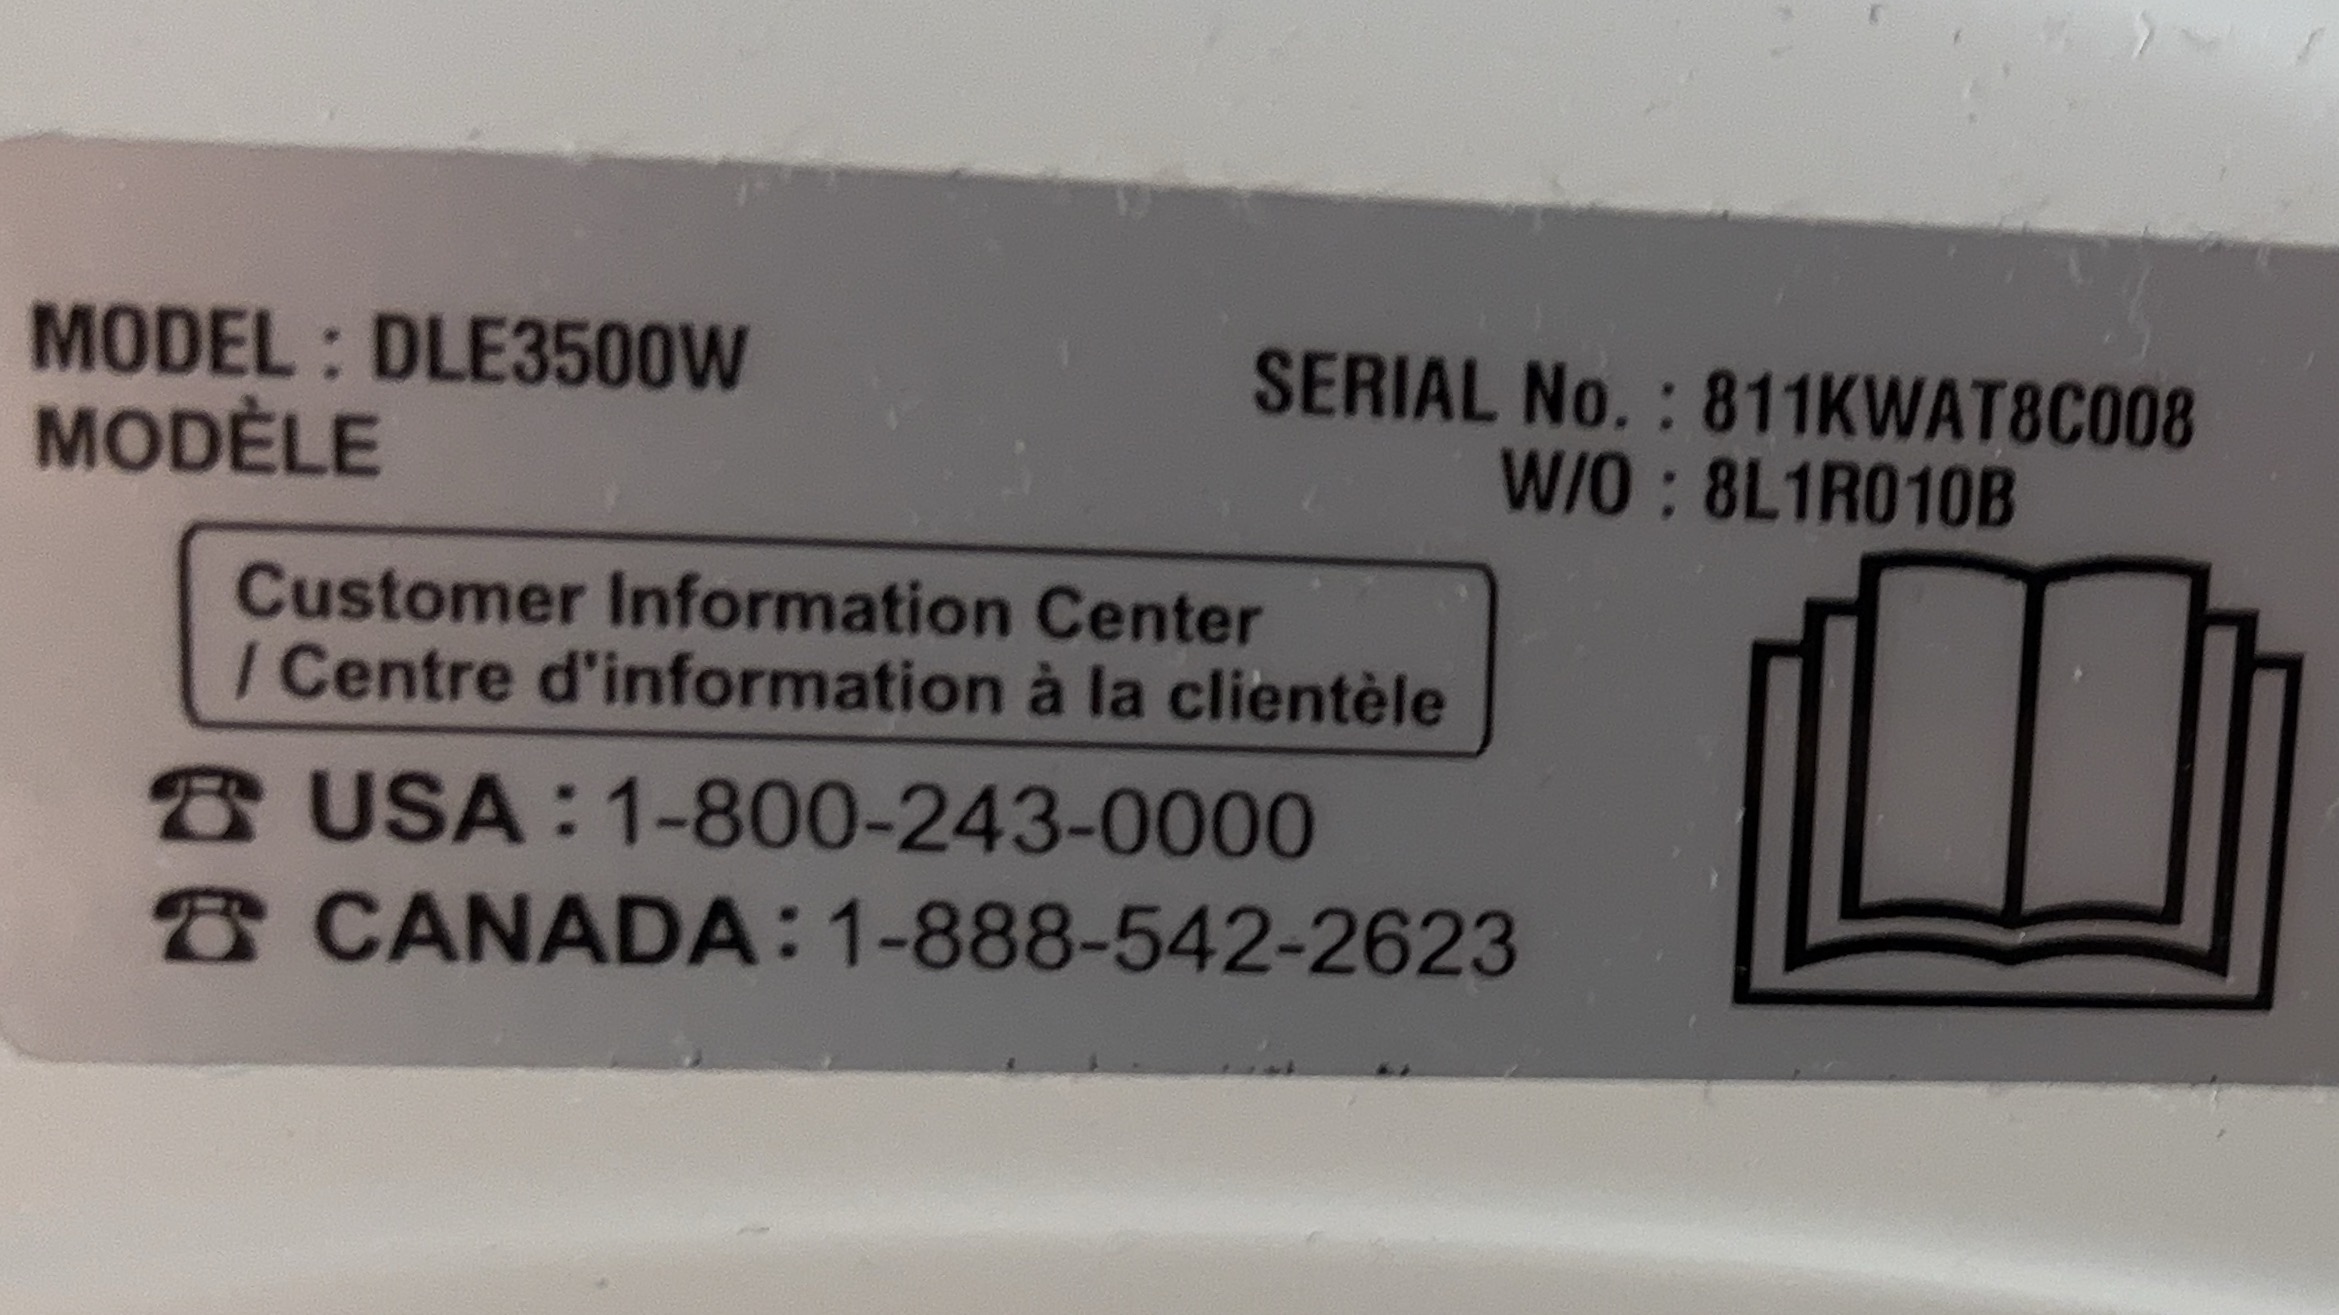 MODEL : DLE3500W
MODÈLE
SERIAL No. : 811KWAT8C008
W/O : 8L1R010B
Customer Information Center
/ Centre d'information à la clientèle
☎ USA : 1-800-243-0000
☎ CANADA : 1-888-542-2623